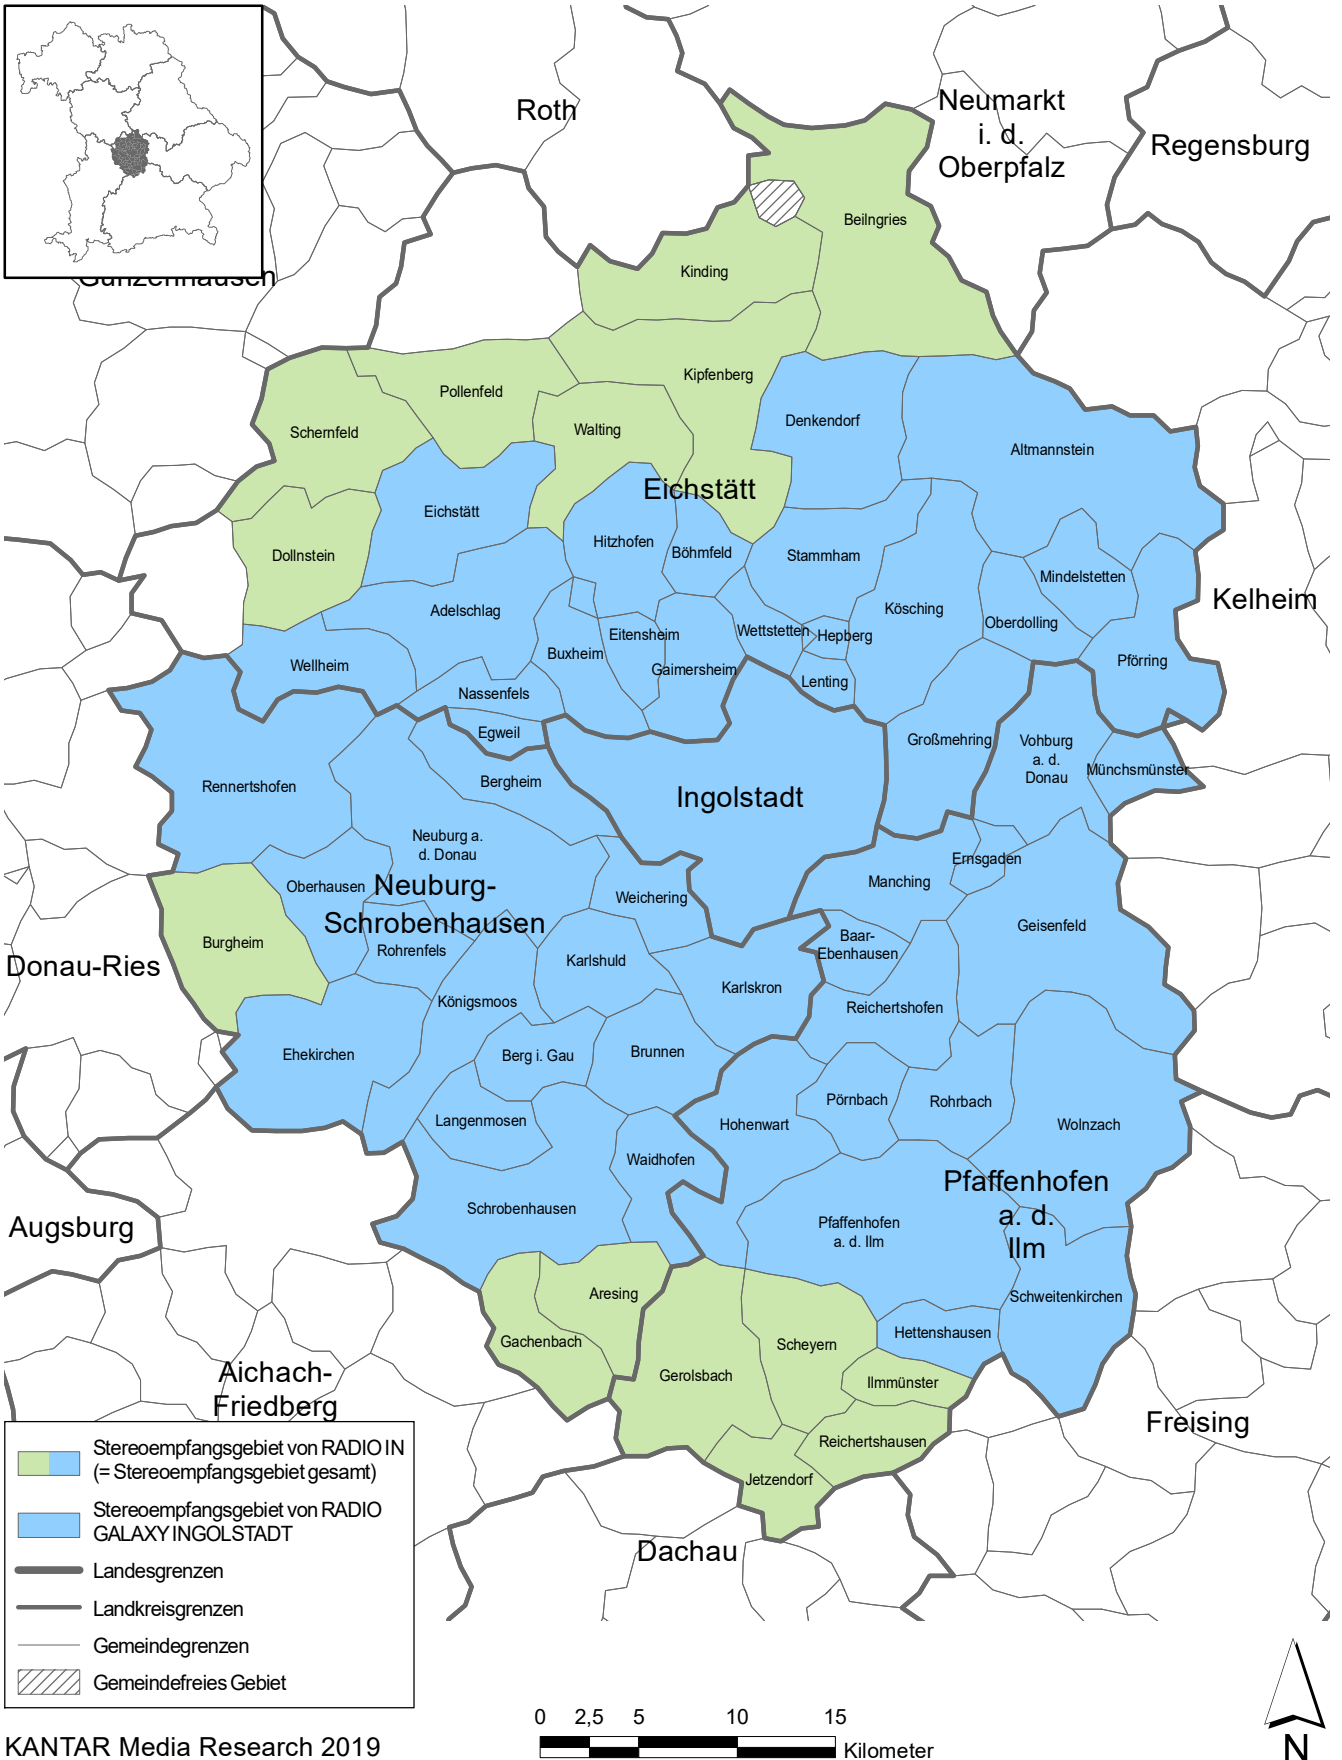 Roth
Neumarkt
i. d.
Oberpfalz
Regensburg
Beilngries
Gunzenhausen
Kinding
Kipfenberg
Pollenfeld
Denkendorf
Schernfeld
Walting
Altmannstein
Eichstätt
Eichstätt
Hitzhofen
Böhmfeld
Stammham
Dollnstein
Mindelstetten
Kelheim
Adelschlag
Kösching
Oberdolling
Eitensheim
Wettstetten
Hepberg
Buxheim
Pförring
Wellheim
Gaimersheim
Lenting
Nassenfels
Egweil
Großmehring
Vohburg
a. d.
Donau
Münchsmünster
Bergheim
Rennertshofen
Ingolstadt
Neuburg a.
d. Donau
Ernsgaden
Oberhausen
Neuburg-
Schrobenhausen
Manching
Weichering
Geisenfeld
Burgheim
Rohrenfels
Baar-
Ebenhausen
Donau-Ries
Karlshuld
Karlskron
Königsmoos
Reichertshofen
Ehekirchen
Berg i. Gau
Brunnen
Pörnbach
Rohrbach
Langenmosen
Hohenwart
Wolnzach
Waidhofen
Pfaffenhofen
a. d.
Ilm
Schrobenhausen
Augsburg
Pfaffenhofen
a. d. Ilm
Aresing
Schweitenkirchen
Gachenbach
Hettenshausen
Scheyern
Aichach-
Friedberg
Gerolsbach
Ilmmünster
Freising
Reichertshausen
Jetzendorf
Dachau
Stereoempfangsgebiet von RADIO IN
(= Stereoempfangsgebiet gesamt)
Stereoempfangsgebiet von RADIO
GALAXY INGOLSTADT
Landesgrenzen
Landkreisgrenzen
Gemeindegrenzen
Gemeindefreies Gebiet
0 2,5 5 10 15
Kilometer
N
KANTAR Media Research 2019